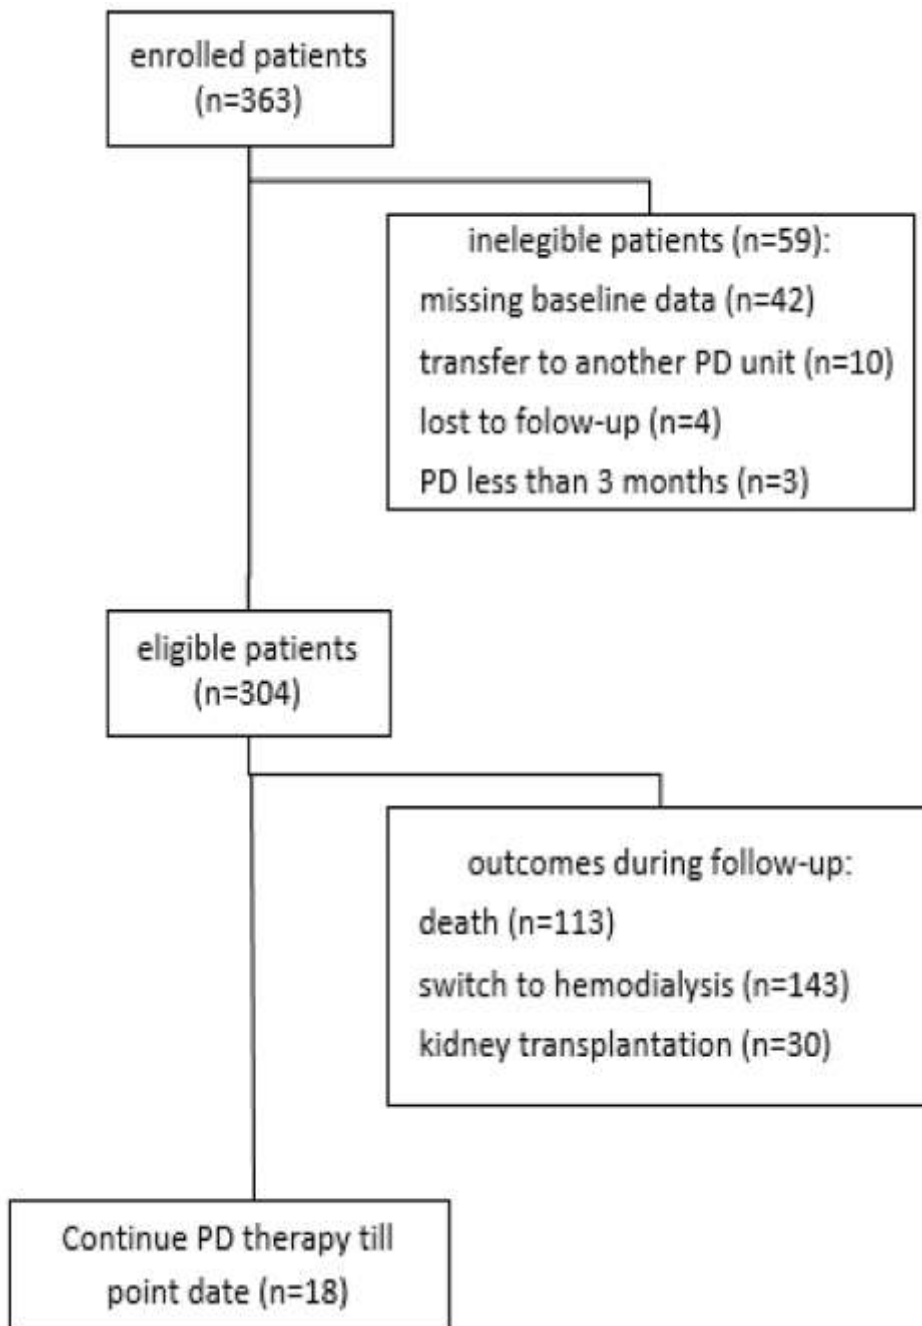 enrolled patients
(n=363)
inelegible patients (n=59):
missing baseline data (n=42)
transfer to another PD unit (n=10)
lost to folow-up (n=4)
PD less than 3 months (n=3)
eligible patients
(n=304)
outcomes during follow-up:
death (n=113)
switch to hemodialysis (n=143)
kidney transplantation (n=30)
Continue PD therapy till
point date (n=18)